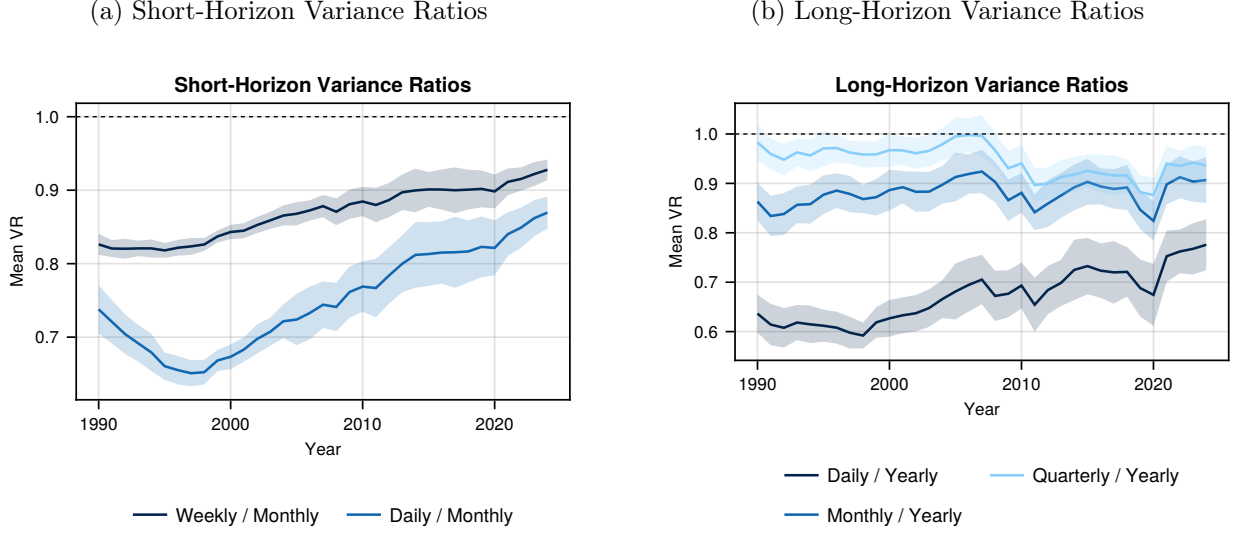 (a) Short-Horizon Variance Ratios
Short-Horizon Variance Ratios
Mean VR
1.0
0.9
0.8
0.7
1990
2000
2010
2020
Year
Weekly / Monthly
Daily / Monthly
(b) Long-Horizon Variance Ratios
Long-Horizon Variance Ratios
Mean VR
1.0
0.9
0.8
0.7
0.6
1990
2000
2010
2020
Year
Daily / Yearly
Quarterly / Yearly
Monthly / Yearly